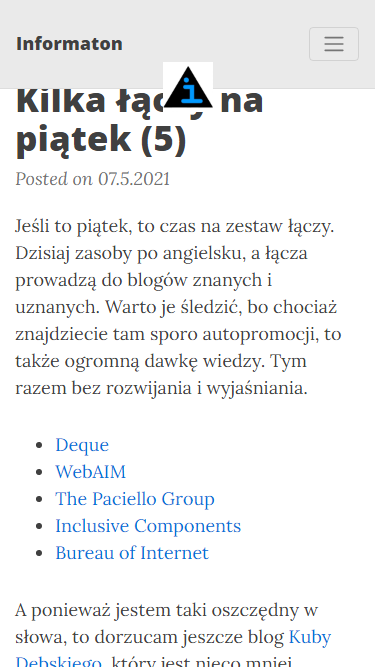 Informaton
Kilka łączy na
piątek (5)
Posted on 07.5.2021
Jeśli to piątek, to czas na zestaw łączy.
Dzisiaj zasoby po angielsku, a łącza
prowadzą do blogów znanych i
uznanych. Warto je śledzić, bo chociaż
znajdziecie tam sporo autopromocji, to
także ogromną dawkę wiedzy. Tym
razem bez rozwijania i wyjaśniania.
Deque
WebAIM
The Paciello Group
Inclusive Components
Bureau of Internet
A ponieważ jestem taki oszczędny w
słowa, to dorzucam jeszcze blog Kuby
Dębskiego, który jest nieco mniej